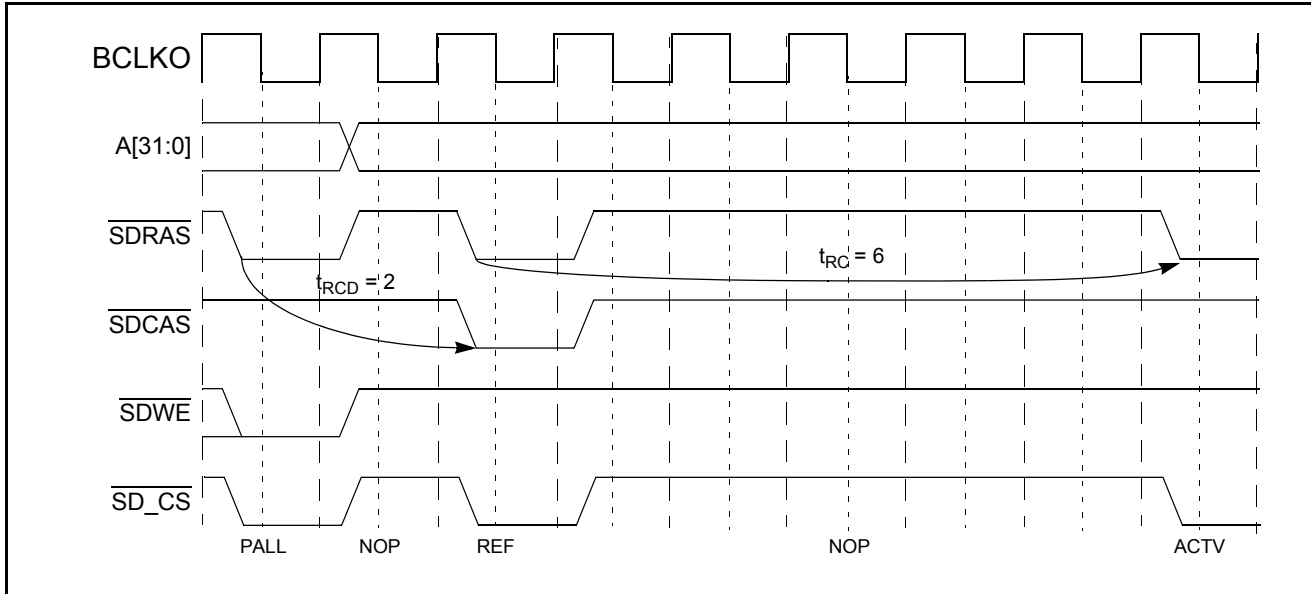 BCLKO
A[31:0]
SDRAS
tRC = 6
tRCD = 2
SDCAS
SDWE
SD_CS
PALL NOP REF NOP ACTV